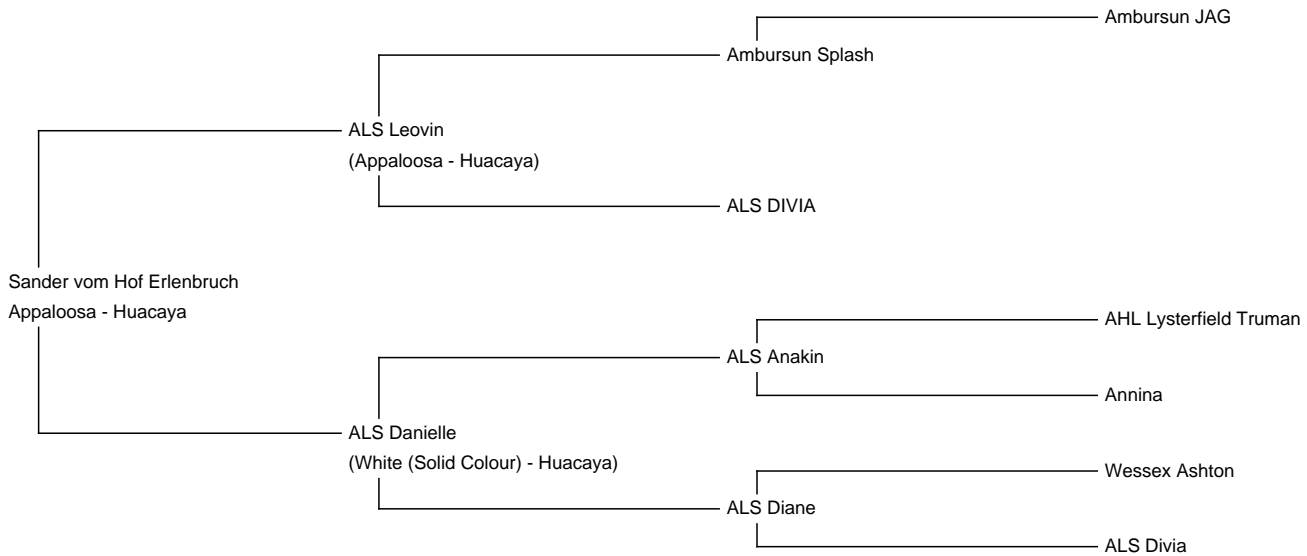 Ambursun JAG
Ambursun Splash
ALS Leovin
(Appaloosa - Huacaya)
ALS DIVIA
Sander vom Hof Erlenbruch
Appaloosa - Huacaya
AHL Lysterfield Truman
ALS Anakin
Annina
ALS Danielle
(White (Solid Colour) - Huacaya)
Wessex Ashton
ALS Diane
ALS Divia